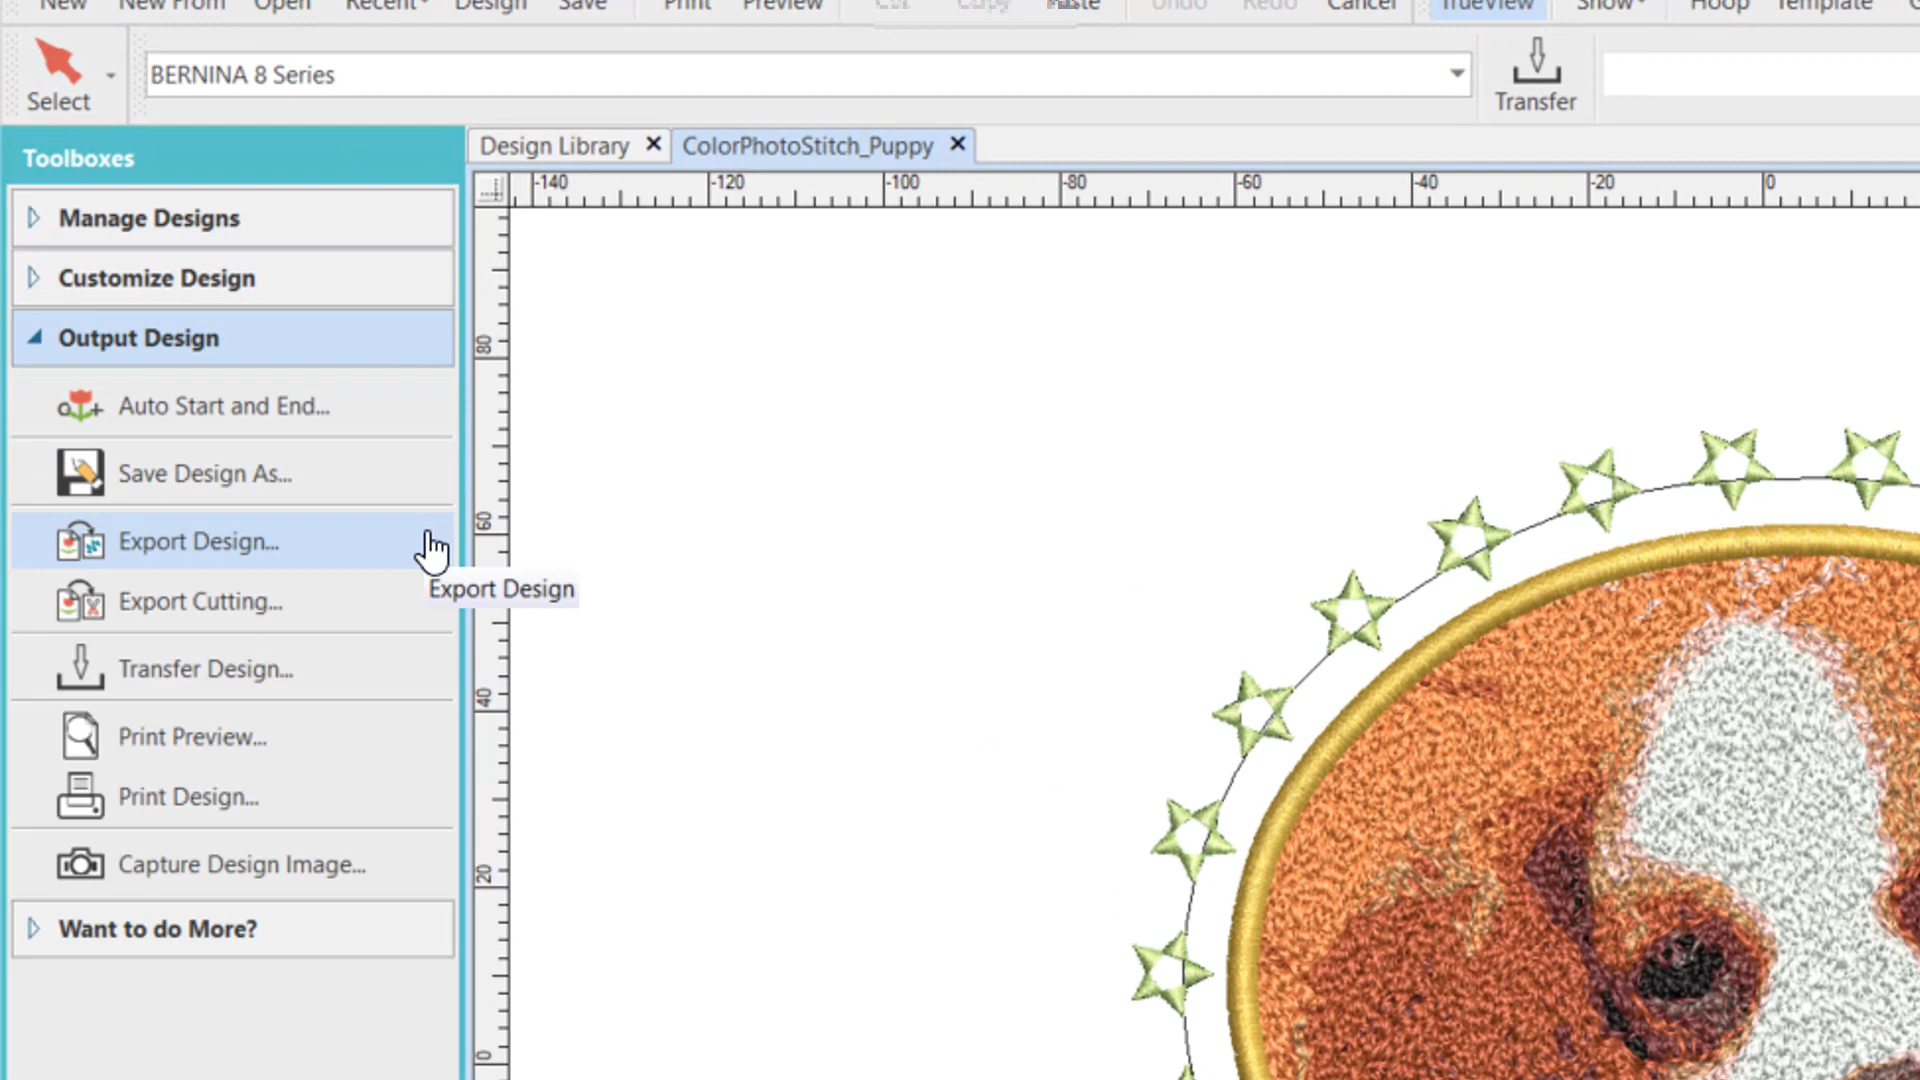 New New From Open Recent Design Save Print Preview Cut Copy Paste Undo Redo Cancel TrueView Show Hoop Template
Select
BERNINA 8 Series
Transfer
Toolboxes
Design Library
ColorPhotoStitch_Puppy
-140 -120 -100 -80 -60 -40 -20 0
Manage Designs
Customize Design
Output Design
80
Auto Start and End...
Save Design As...
60
Export Design...
Export Design
Export Cutting...
Transfer Design...
40
Print Preview...
Print Design...
Capture Design Image...
20
Want to do More?
0